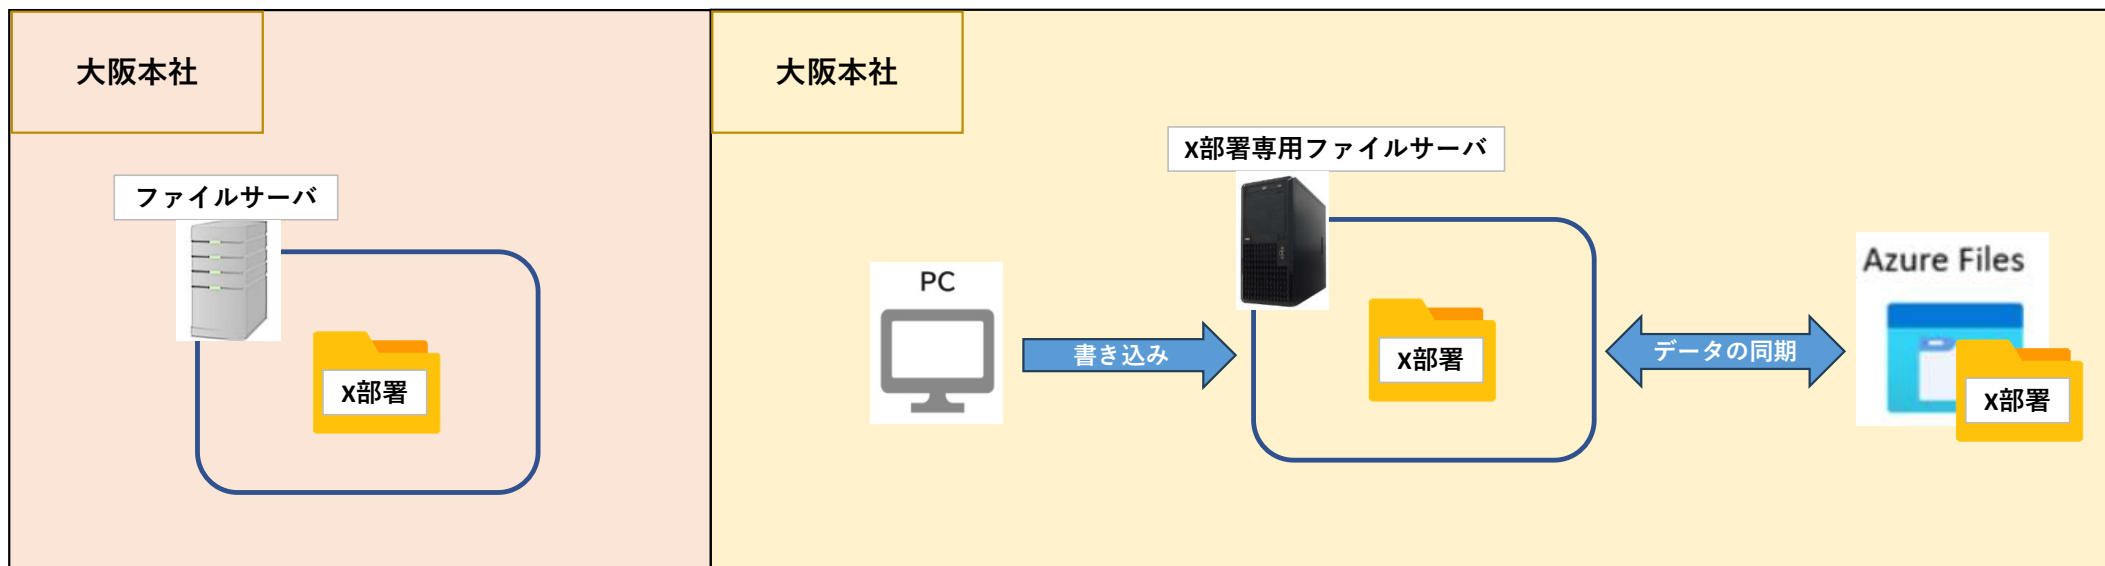 大阪本社
ファイルサーバ
X部署
大阪本社
X部署専用ファイルサーバ
PC
書き込み
X部署
データの同期
Azure Files
X部署